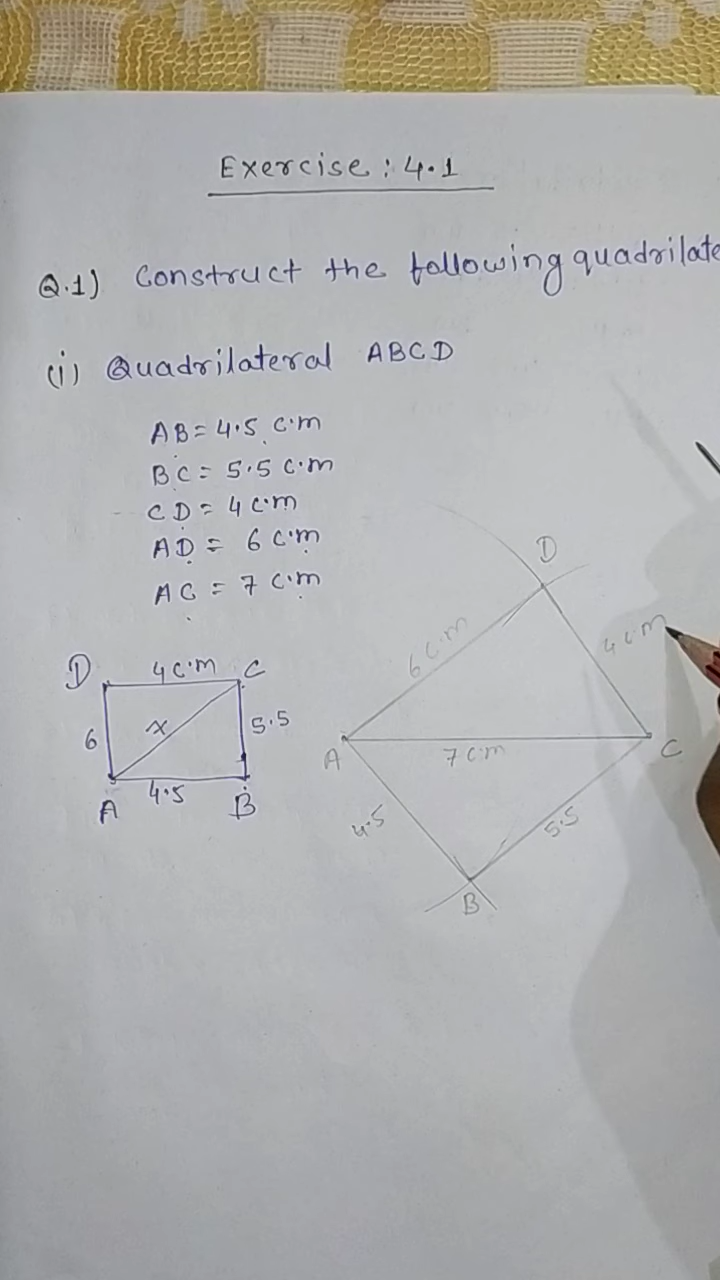 Exercise : 4.1
Q.1) Construct the following quadrilate
(i) Quadrilateral ABCD
AB = 4.5 c.m
BC = 5.5 c.m
CD = 4 c.m
AD = 6 c.m
AC = 7 c.m
D 4 c.m C
6 x 5.5
A 4.5 B
D
6 c.m 4 c.m
A 7 c.m C
4.5 5.5
B